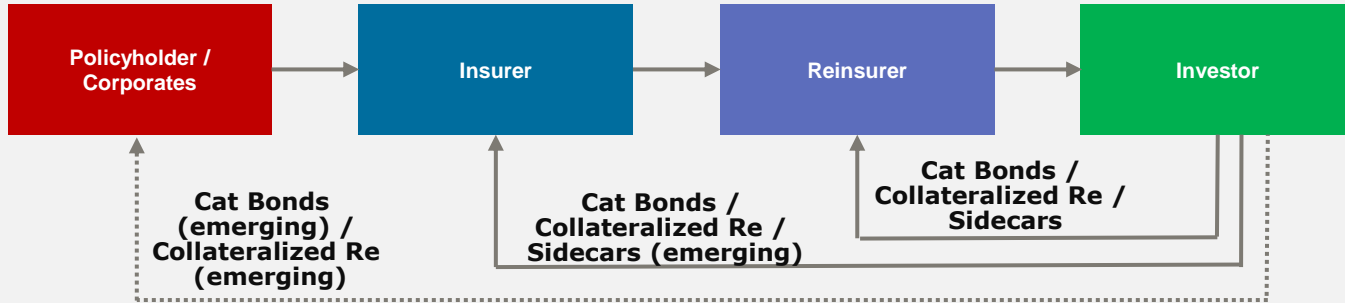 Policyholder /
Corporates
Insurer
Reinsurer
Investor
Cat Bonds
(emerging) /
Collateralized Re
(emerging)
Cat Bonds /
Collateralized Re /
Sidecars (emerging)
Cat Bonds /
Collateralized Re /
Sidecars